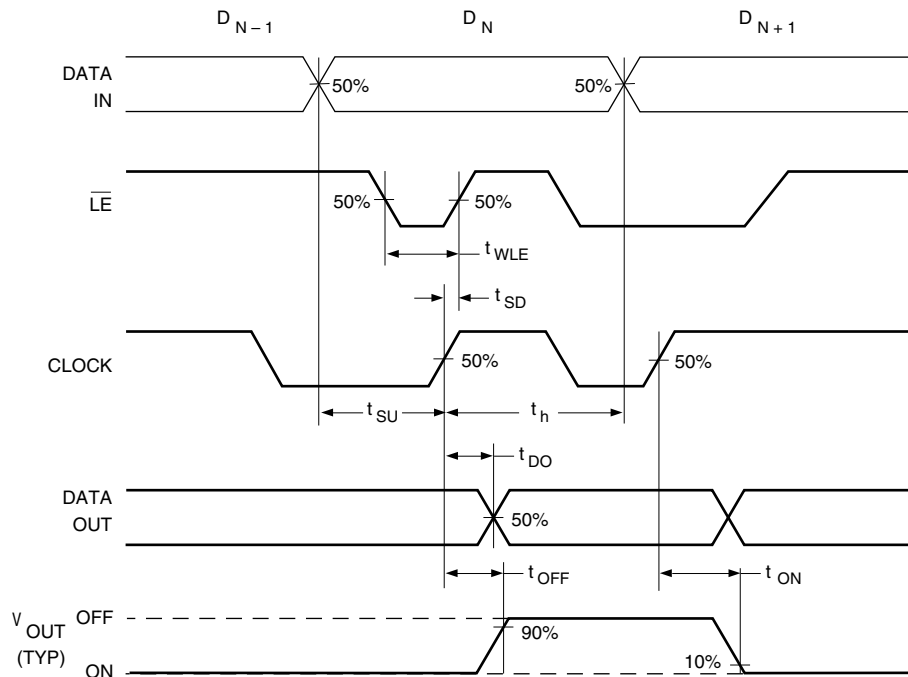 D N – 1 D N D N + 1
DATA IN
50% 50%
LE
50% 50%
t WLE
t SD
CLOCK
50% 50%
t SU t h
t DO
DATA OUT
50%
t OFF t ON
V OUT (TYP)
OFF
90%
10%
ON